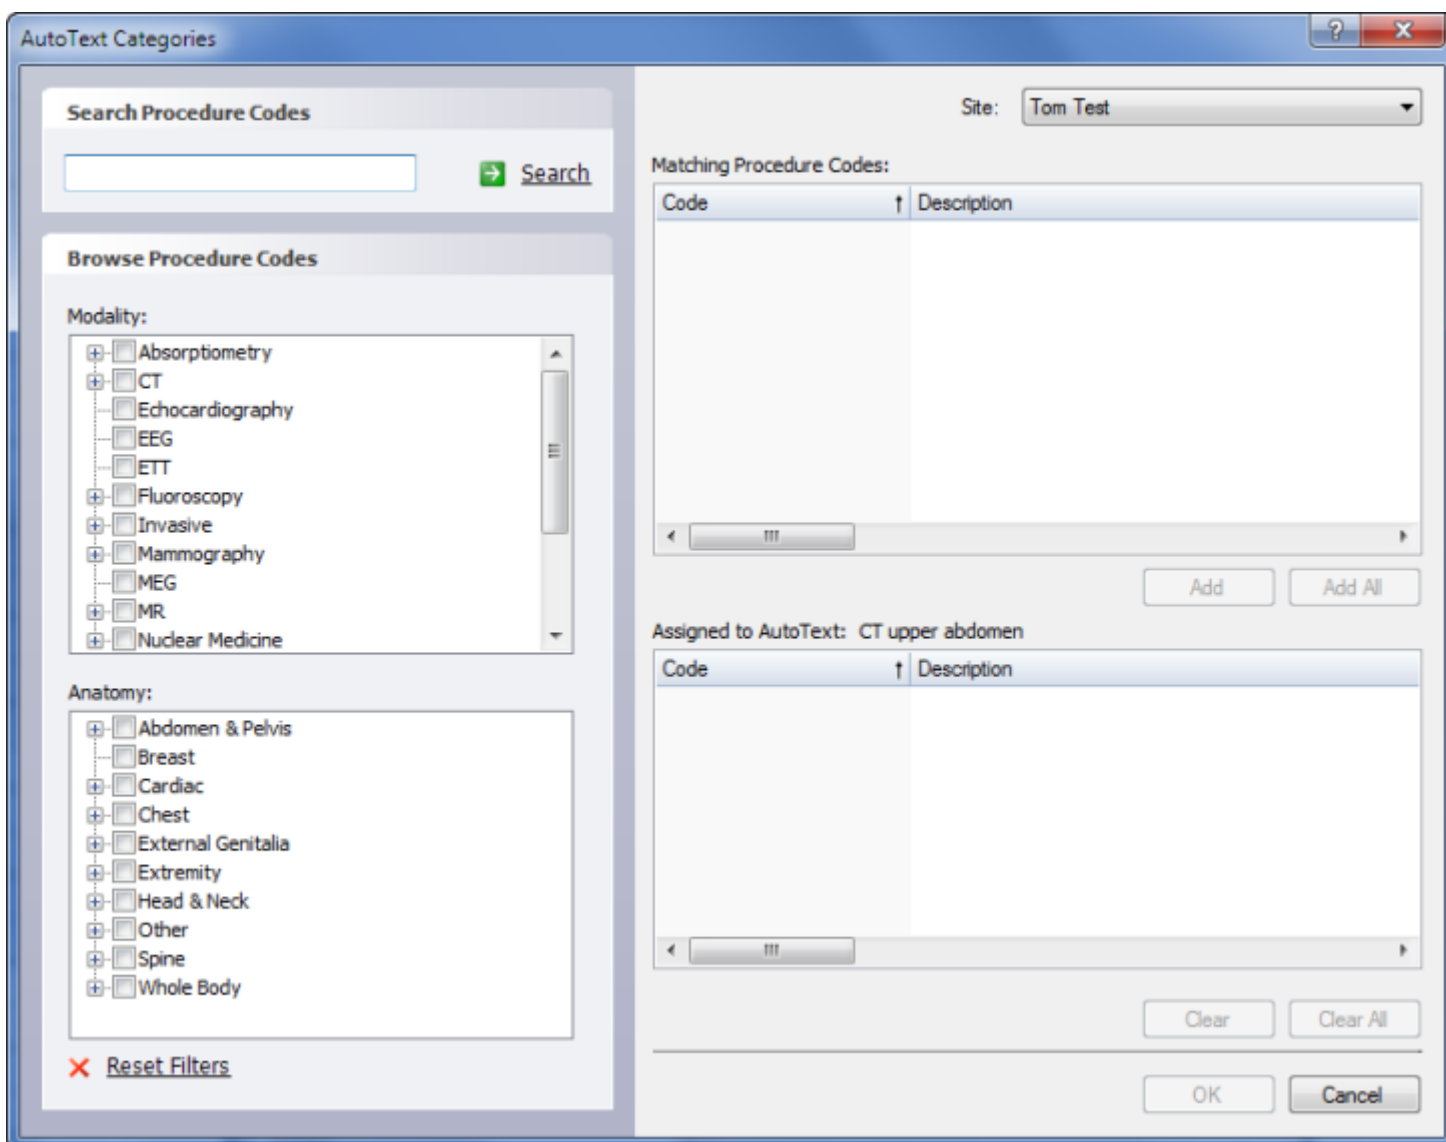 AutoText Categories
Search Procedure Codes
Search
Browse Procedure Codes
Modality:
Absorptiometry
CT
Echocardiography
EEG
ETT
Fluoroscopy
Invasive
Mammography
MEG
MR
Nuclear Medicine
Anatomy:
Abdomen & Pelvis
Breast
Cardiac
Chest
External Genitalia
Extremity
Head & Neck
Other
Spine
Whole Body
Reset Filters
Site: Tom Test
Matching Procedure Codes:
Code Description
Add Add All
Assigned to AutoText: CT upper abdomen
Code Description
Clear Clear All
OK Cancel